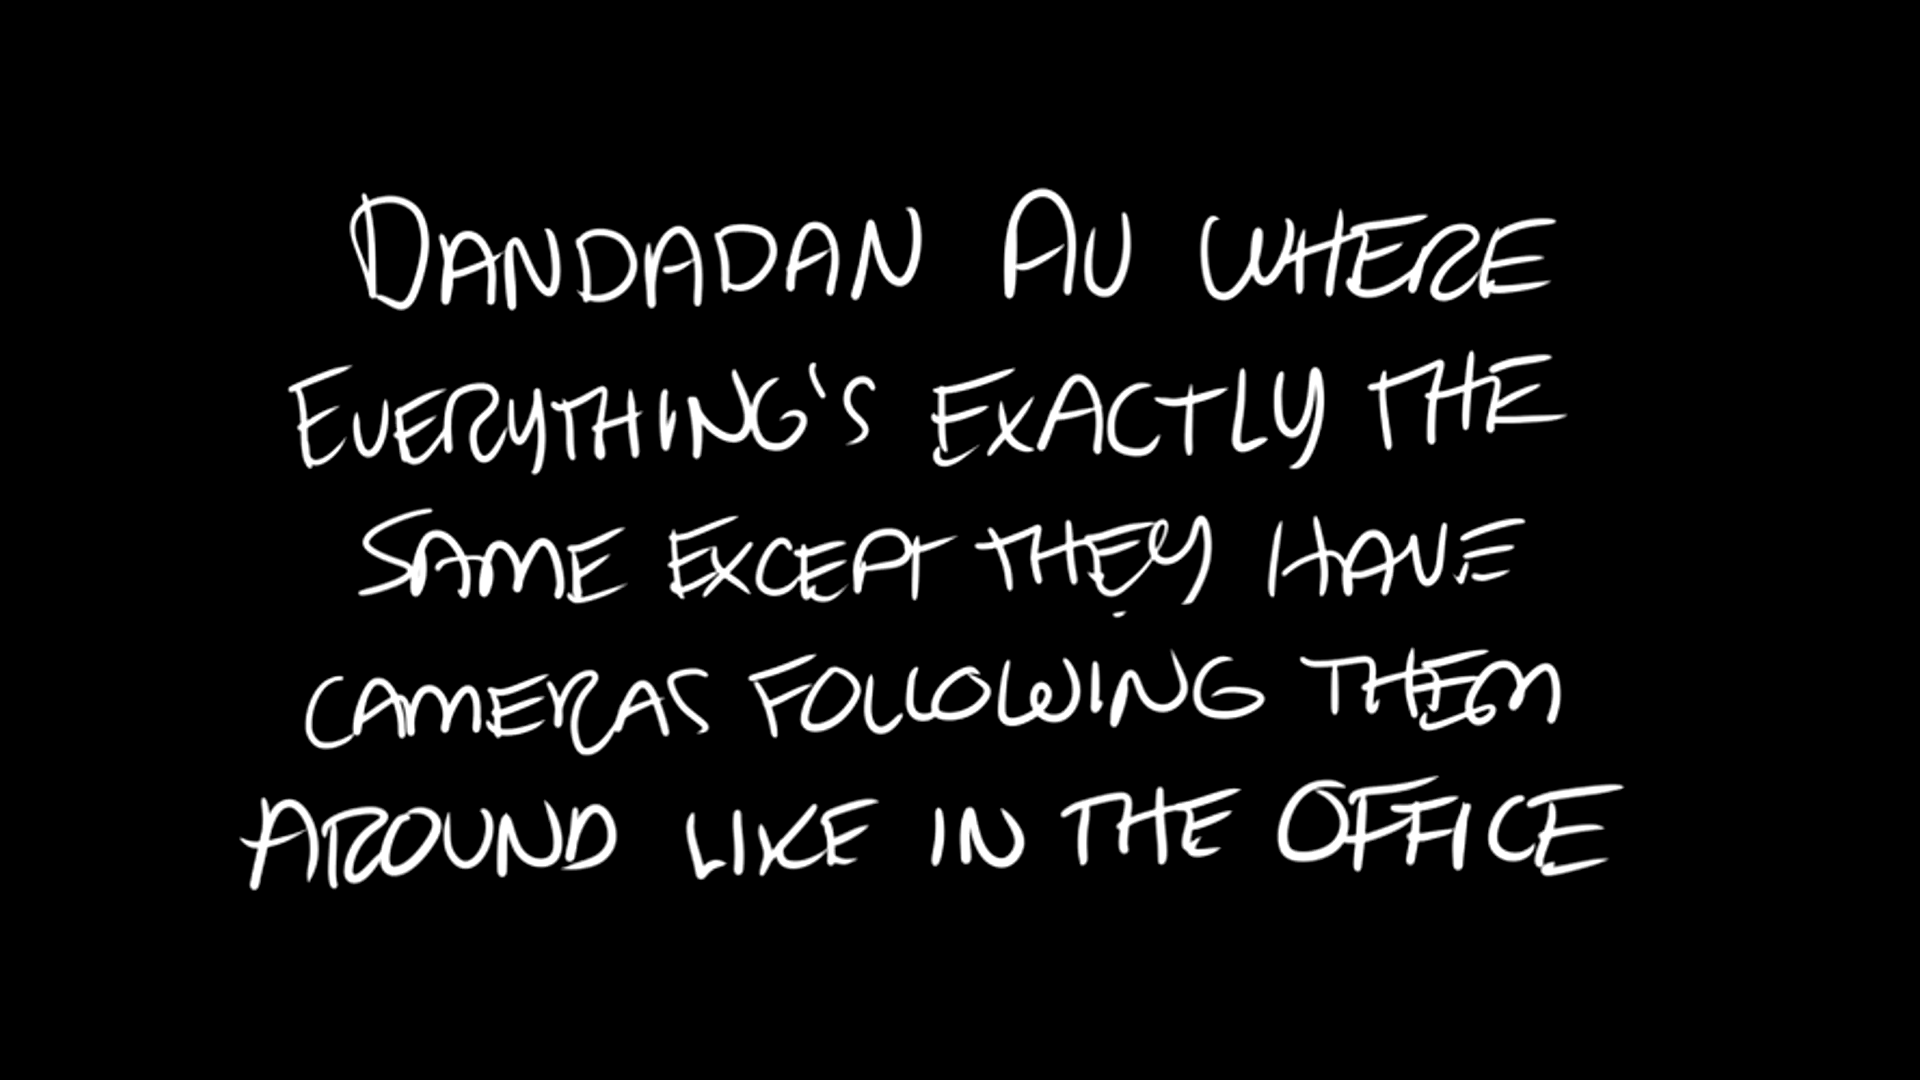 DANDADAN AU WHERE
EVERYTHING'S EXACTLY THE
SAME EXCEPT THEY HAVE
CAMERAS FOLLOWING THEM
AROUND LIKE IN THE OFFICE